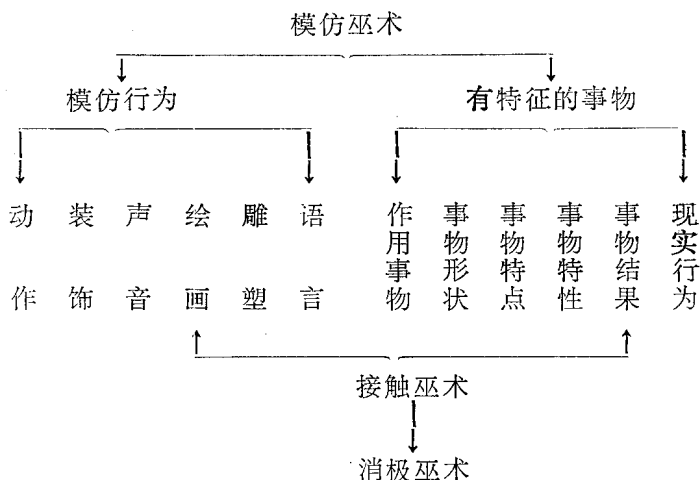 模仿巫术
模仿行为 有特征的事物
动作 装饰 声音 绘画 雕塑 语言 作用事物 事物形状 事物特点 事物特性 事物结果 现实行为
接触巫术
消极巫术